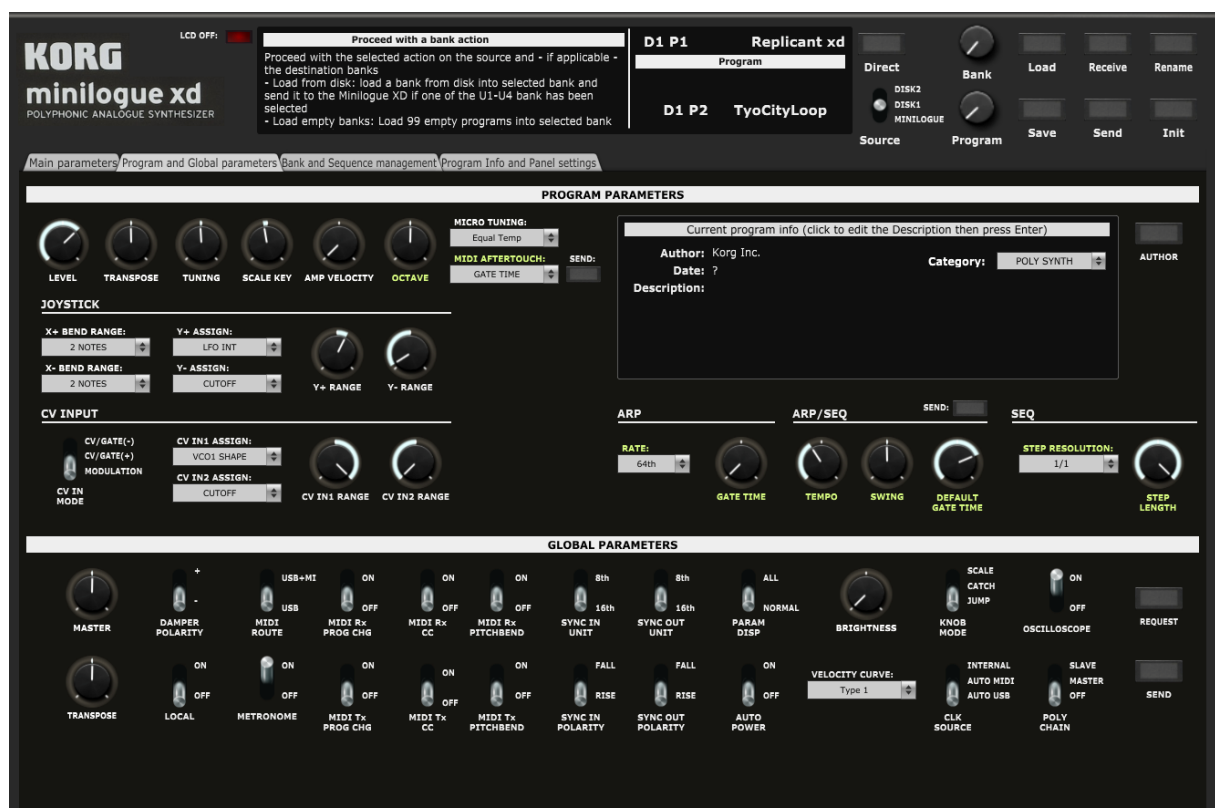 KORG
minilogue xd
POLYPHONIC ANALOGUE SYNTHESIZER
LCD OFF:
Proceed with a bank action
Proceed with the selected action on the source and - if applicable -
the destination banks
- Load from disk: load a bank from disk into selected bank and
send it to the Minilogue XD if one of the U1-U4 bank has been
selected
- Load empty banks: Load 99 empty programs into selected bank
D1 P1 Replicant xd
Program
D1 P2 TyoCityLoop
Direct
DISK2
DISK1
MINILOGUE
Source
Bank
Program
Load
Receive
Rename
Save
Send
Init
Main parameters
Program and Global parameters
Bank and Sequence management
Program Info and Panel settings
PROGRAM PARAMETERS
LEVEL
TRANSPOSE
TUNING
SCALE KEY
AMP VELOCITY
OCTAVE
MICRO TUNING:
Equal Temp
MIDI AFTERTOUCH:
GATE TIME
SEND:
Current program info (click to edit the Description then press Enter)
Author: Korg Inc.
Date: ?
Description:
Category: POLY SYNTH
AUTHOR
JOYSTICK
X+ BEND RANGE:
2 NOTES
X- BEND RANGE:
2 NOTES
Y+ ASSIGN:
LFO INT
Y- ASSIGN:
CUTOFF
Y+ RANGE
Y- RANGE
CV INPUT
CV/GATE(-)
CV/GATE(+)
MODULATION
CV IN
MODE
CV IN1 ASSIGN:
VCO1 SHAPE
CV IN2 ASSIGN:
CUTOFF
CV IN1 RANGE
CV IN2 RANGE
ARP
RATE:
64th
GATE TIME
ARP/SEQ
SEND:
TEMPO
SWING
DEFAULT
GATE TIME
SEQ
STEP RESOLUTION:
1/1
STEP
LENGTH
GLOBAL PARAMETERS
MASTER
+
-
DAMPER
POLARITY
USB+MI
USB
MIDI
ROUTE
ON
OFF
MIDI Rx
PROG CHG
ON
OFF
MIDI Rx
CC
ON
OFF
MIDI Rx
PITCHBEND
8th
16th
SYNC IN
UNIT
8th
16th
SYNC OUT
UNIT
ALL
NORMAL
PARAM
DISP
BRIGHTNESS
SCALE
CATCH
JUMP
KNOB
MODE
ON
OFF
OSCILLOSCOPE
REQUEST
TRANSPOSE
ON
OFF
LOCAL
ON
OFF
METRONOME
ON
OFF
MIDI Tx
PROG CHG
ON
OFF
MIDI Tx
CC
ON
OFF
MIDI Tx
PITCHBEND
FALL
RISE
SYNC IN
POLARITY
FALL
RISE
SYNC OUT
POLARITY
ON
OFF
AUTO
POWER
VELOCITY CURVE:
Type 1
INTERNAL
AUTO MIDI
AUTO USB
CLK
SOURCE
SLAVE
MASTER
OFF
POLY
CHAIN
SEND